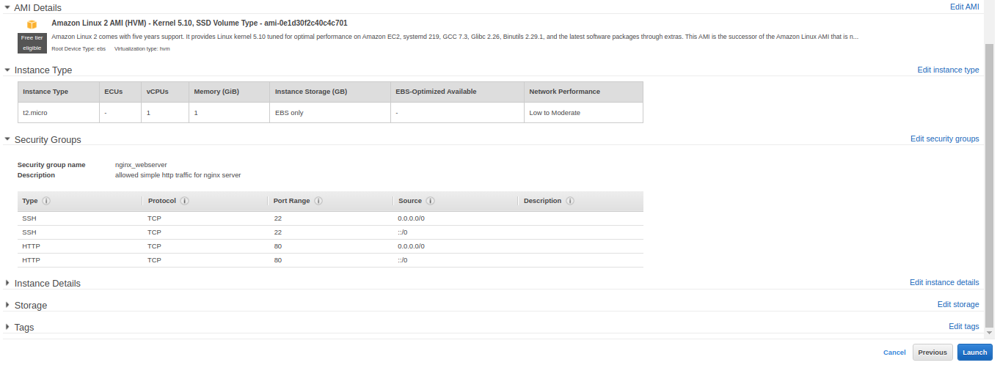 AMI Details Edit AMI
Amazon Linux 2 AMI (HVM) - Kernel 5.10, SSD Volume Type - ami-0e1d30f2c40c4c701
Free tier eligible
Amazon Linux 2 comes with five years support. It provides Linux kernel 5.10 tuned for optimal performance on Amazon EC2, systemd 219, GCC 7.3, Glibc 2.26, Binutils 2.29.1, and the latest software packages through extras. This AMI is the successor of the Amazon Linux AMI that is n...
Root Device Type: ebs Virtualization type: hvm
Instance Type Edit instance type
Instance Type ECUs vCPUs Memory (GiB) Instance Storage (GB) EBS-Optimized Available Network Performance
t2.micro - 1 1 EBS only - Low to Moderate
Security Groups Edit security groups
Security group name nginx_webserver
Description allowed simple http traffic for nginx server
Type Protocol Port Range Source Description
SSH TCP 22 0.0.0.0/0
SSH TCP 22 ::/0
HTTP TCP 80 0.0.0.0/0
HTTP TCP 80 ::/0
Instance Details Edit instance details
Storage Edit storage
Tags Edit tags
Cancel Previous Launch